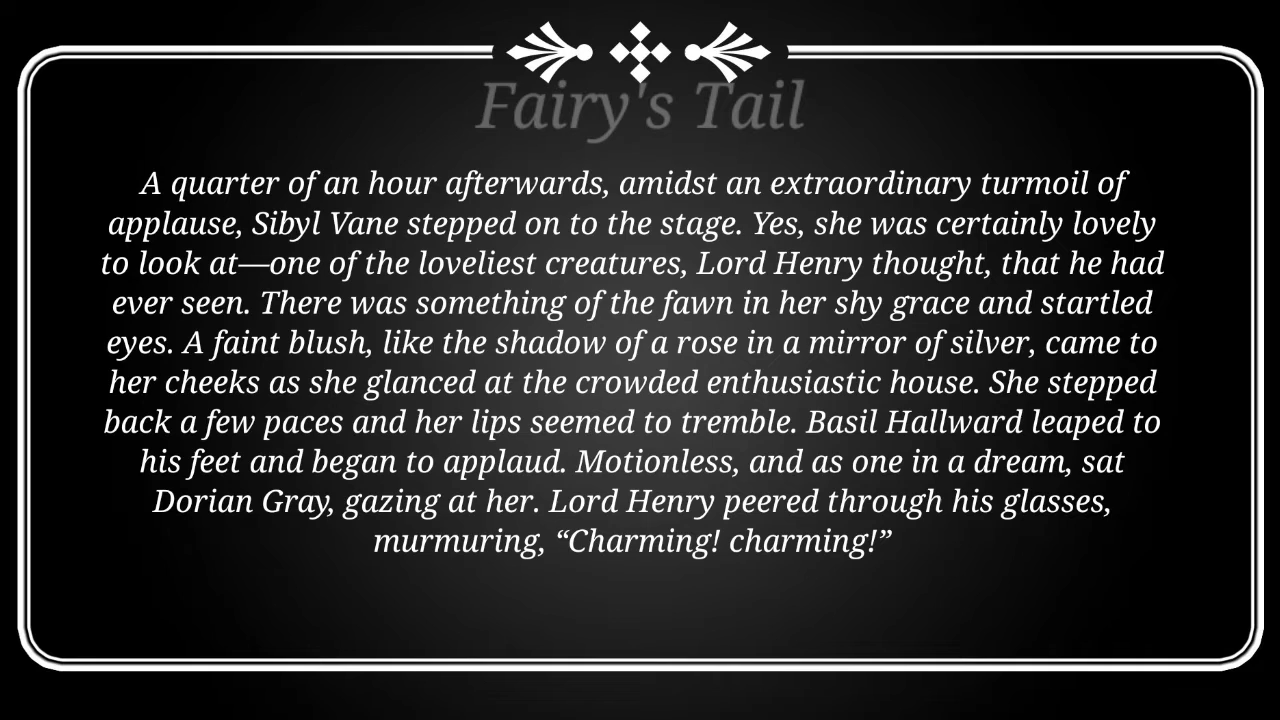 Fairy's Tail
A quarter of an hour afterwards, amidst an extraordinary turmoil of
applause, Sibyl Vane stepped on to the stage. Yes, she was certainly lovely
to look at—one of the loveliest creatures, Lord Henry thought, that he had
ever seen. There was something of the fawn in her shy grace and startled
eyes. A faint blush, like the shadow of a rose in a mirror of silver, came to
her cheeks as she glanced at the crowded enthusiastic house. She stepped
back a few paces and her lips seemed to tremble. Basil Hallward leaped to
his feet and began to applaud. Motionless, and as one in a dream, sat
Dorian Gray, gazing at her. Lord Henry peered through his glasses,
murmuring, “Charming! charming!”